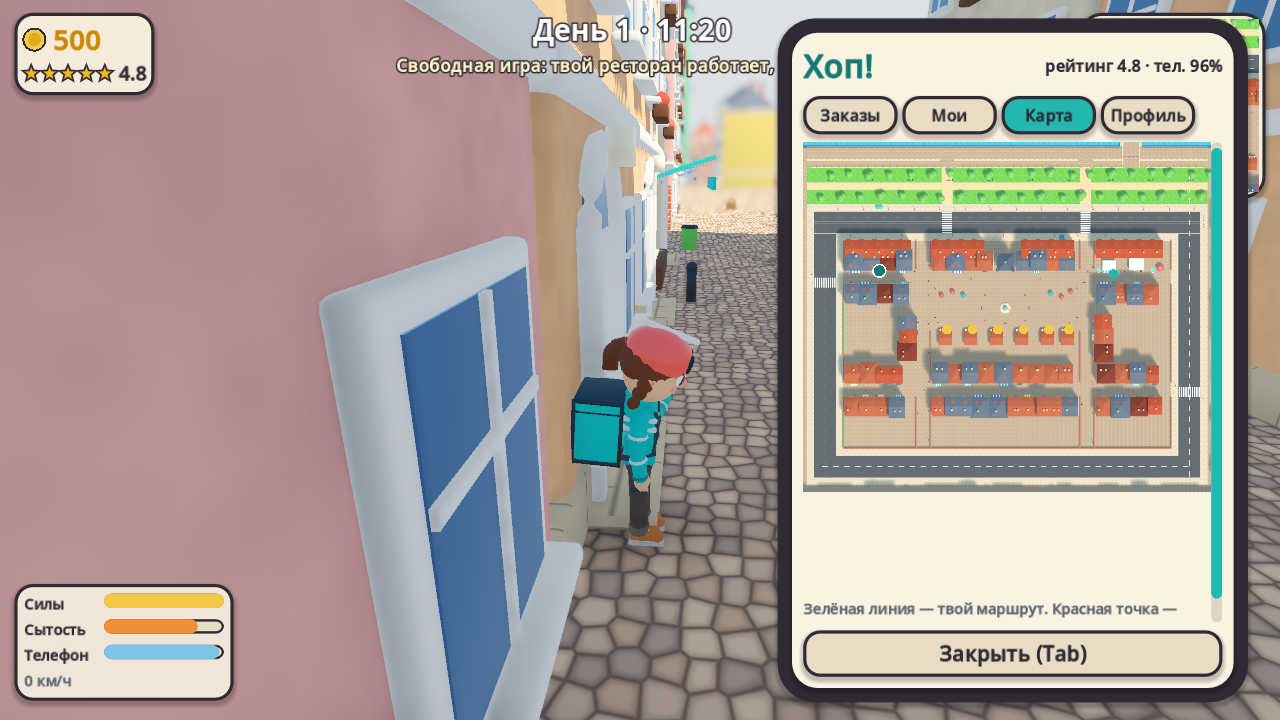 500
4.8
День 1 · 11:20
Свободная игра: твой ресторан работает,
Хоп!
рейтинг 4.8 · тел. 96%
Заказы
Мои
Карта
Профиль
Зелёная линия — твой маршрут. Красная точка —
Закрыть (Tab)
Силы
Сытость
Телефон
0 км/ч